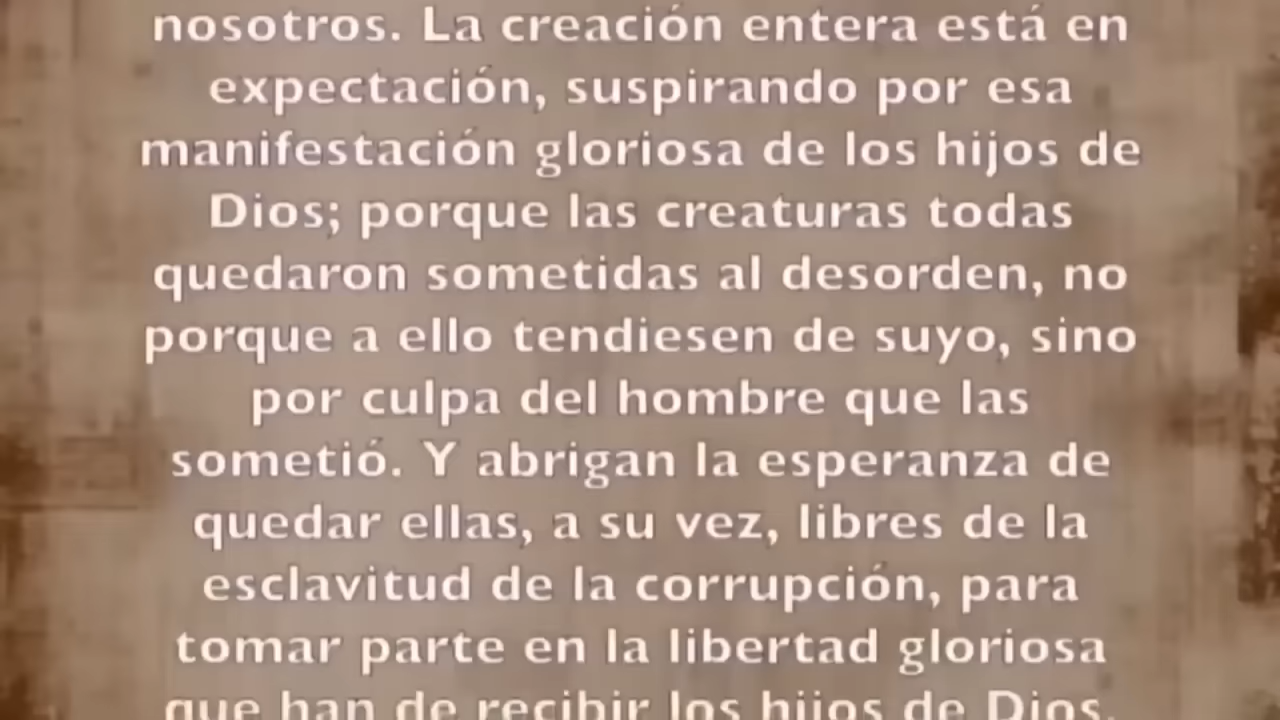 nosotros. La creación entera está en
expectación, suspirando por esa
manifestación gloriosa de los hijos de
Dios; porque las creaturas todas
quedaron sometidas al desorden, no
porque a ello tendiesen de suyo, sino
por culpa del hombre que las
sometió. Y abrigan la esperanza de
quedar ellas, a su vez, libres de la
esclavitud de la corrupción, para
tomar parte en la libertad gloriosa
que han de recibir los hijos de Dios.